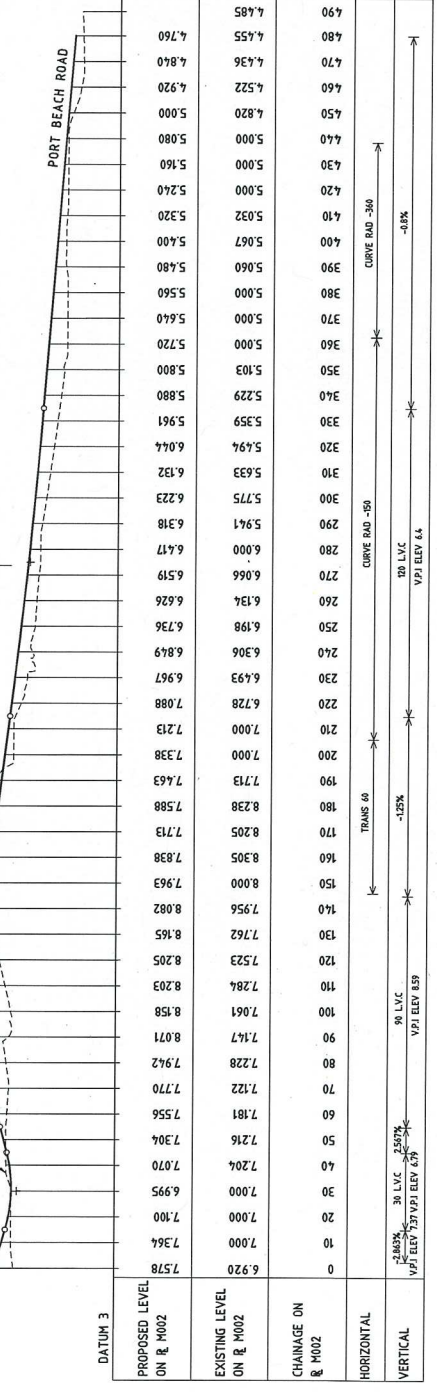 PORT BEACH ROAD
DATUM 3
PROPOSED LEVEL
ON ℞ M002
7.578 7.364 7.100 6.995 7.070 7.304 7.556 7.770 7.942 8.071 8.158 8.203 8.205 8.165 8.082 7.963 7.838 7.713 7.588 7.463 7.338 7.213 7.088 6.967 6.849 6.736 6.626 6.519 6.417 6.318 6.223 6.132 6.044 5.961 5.880 5.800 5.720 5.640 5.560 5.480 5.400 5.320 5.240 5.160 5.080 5.000 4.920 4.840 4.760
EXISTING LEVEL
ON ℞ M002
6.920 7.000 7.000 7.000 7.204 7.216 7.181 7.122 7.228 7.147 7.061 7.284 7.523 7.762 7.956 8.000 8.305 8.205 8.238 7.713 7.000 7.000 6.728 6.493 6.306 6.198 6.134 6.066 6.000 5.941 5.775 5.633 5.494 5.359 5.229 5.103 5.000 5.000 5.000 5.060 5.067 5.032 5.000 5.000 5.000 4.820 4.522 4.436 4.455 4.485
CHAINAGE ON
℞ M002
0 10 20 30 40 50 60 70 80 90 100 110 120 130 140 150 160 170 180 190 200 210 220 230 240 250 260 270 280 290 300 310 320 330 340 350 360 370 380 390 400 410 420 430 440 450 460 470 480 490
HORIZONTAL
TRANS 60 CURVE RAD -150 CURVE RAD -360
VERTICAL
-2.863% 30 L.V.C 2.567% 90 L.V.C -1.25% 120 L.V.C -0.8%
V.P.I ELEV 7.37 V.P.I ELEV 6.79 V.P.I ELEV 8.59 V.P.I ELEV 6.4